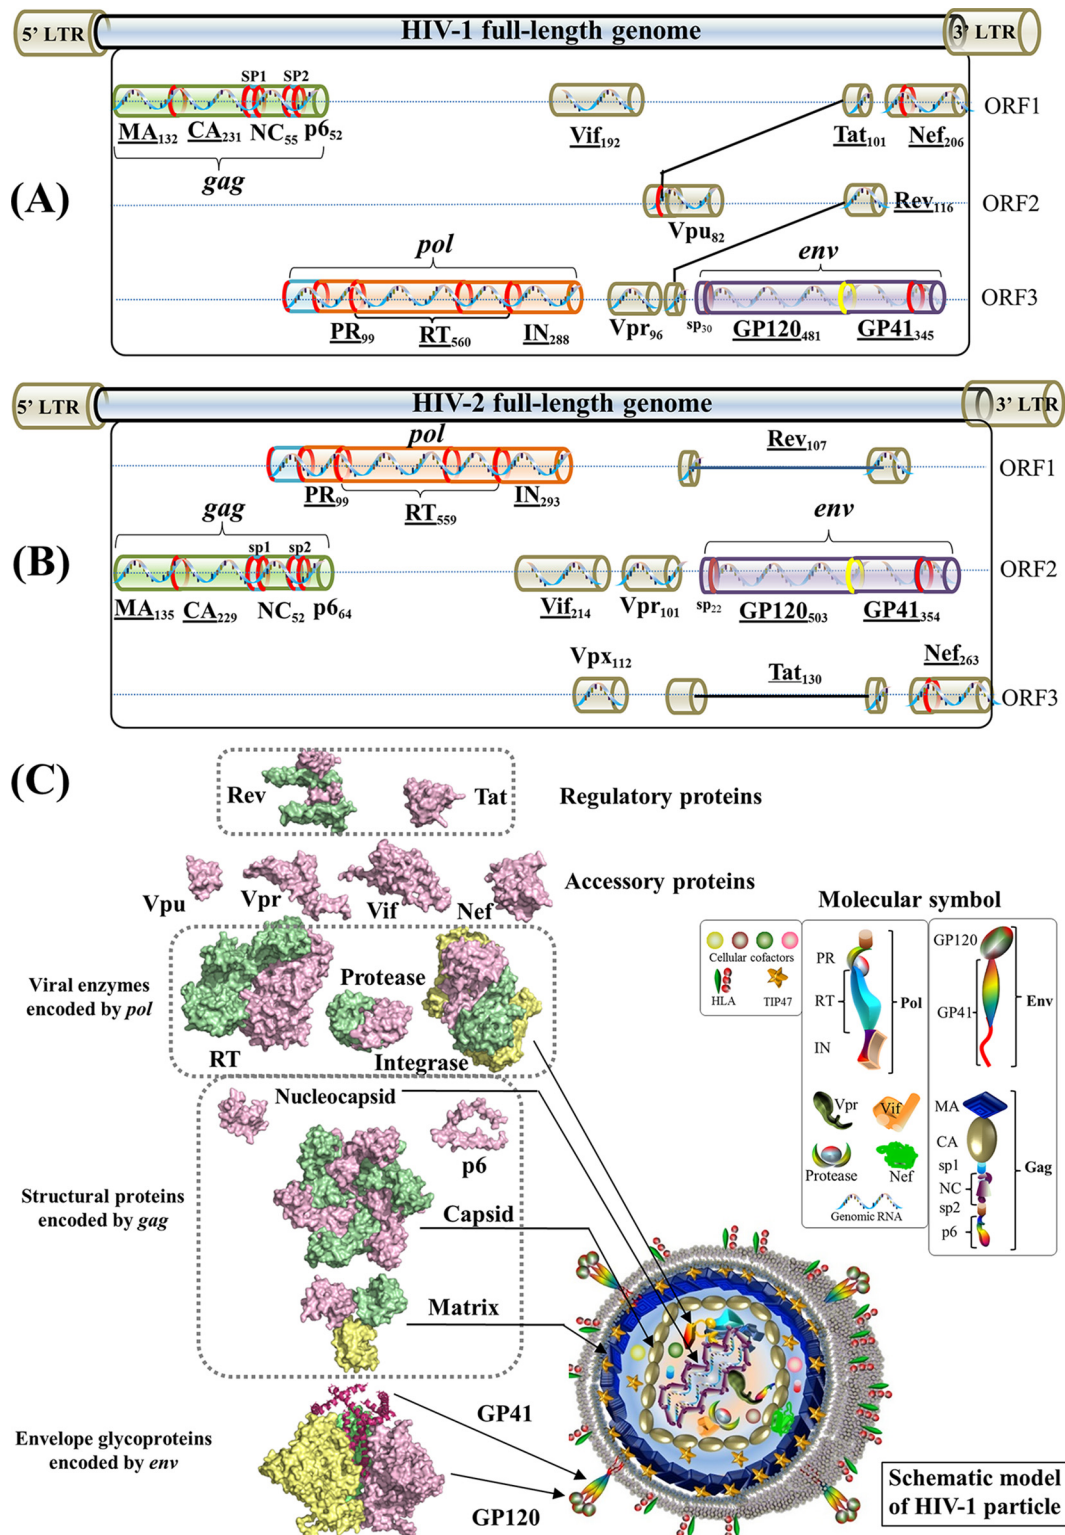 5’ LTR HIV-1 full-length genome 3’ LTR
SP1 SP2
ORF1
MA132 CA231 NC55 p652 Vif192 Tat101 Nef206
gag
(A)
Rev116
ORF2
Vpu82
pol env
ORF3
PR99 RT560 IN288 Vpr96 sp30 GP120481 GP41345
5’ LTR HIV-2 full-length genome 3’ LTR
pol Rev107
ORF1
PR99 RT559 IN293
gag env
(B)
sp1 sp2
ORF2
MA135 CA229 NC52 p664 Vif214 Vpr101 sp22 GP120503 GP41354
Vpx112 Tat130 Nef263
ORF3
(C)
Rev Tat Regulatory proteins
Vpu Vpr Vif Nef Accessory proteins
Viral enzymes
encoded by pol
Protease
RT Integrase
Nucleocapsid
p6
Structural proteins
encoded by gag
Capsid
Matrix
Envelope glycoproteins
encoded by env
GP41
GP120
Molecular symbol
Cellular cofactors
HLA TIP47
PR
RT
IN
Pol
GP120
GP41
Env
Vpr Vif
Protease Nef
Genomic RNA
MA
CA
sp1
NC
sp2
p6
Gag
Schematic model
of HIV-1 particle